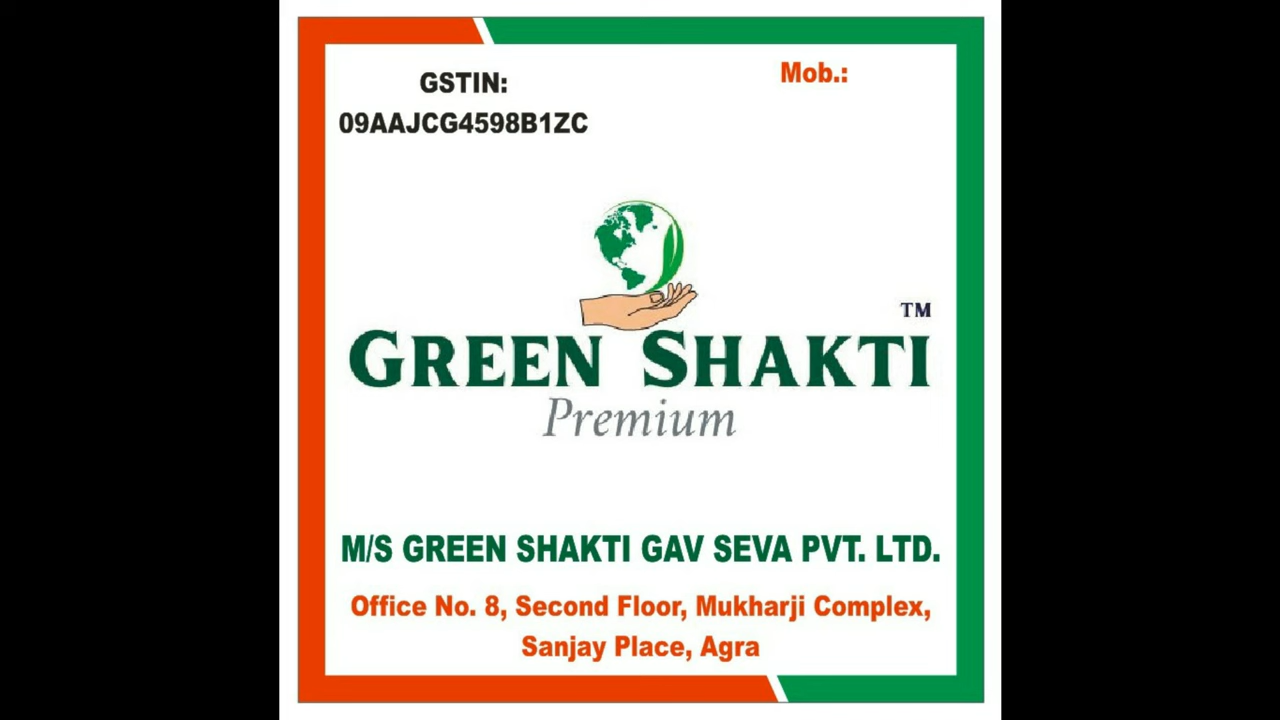 GSTIN:
09AAJCG4598B1ZC
Mob.:
TM
GREEN SHAKTI
Premium
M/S GREEN SHAKTI GAV SEVA PVT. LTD.
Office No. 8, Second Floor, Mukharji Complex,
Sanjay Place, Agra